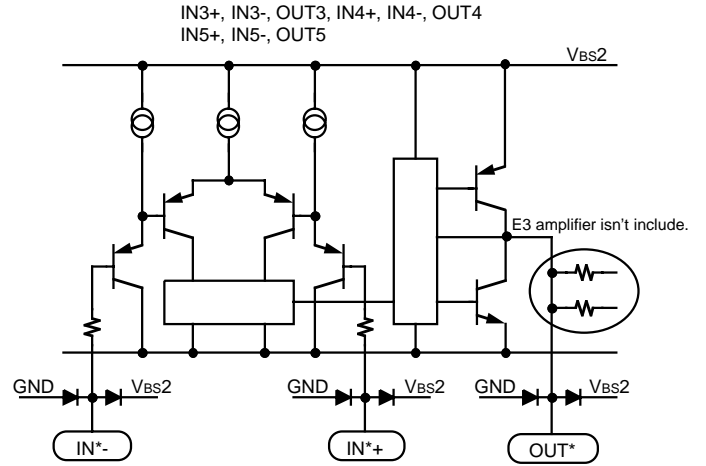 IN3+, IN3-, OUT3, IN4+, IN4-, OUT4
IN5+, IN5-, OUT5
VBS2
E3 amplifier isn't include.
GND VBS2 GND VBS2 GND VBS2
IN*- IN*+ OUT*